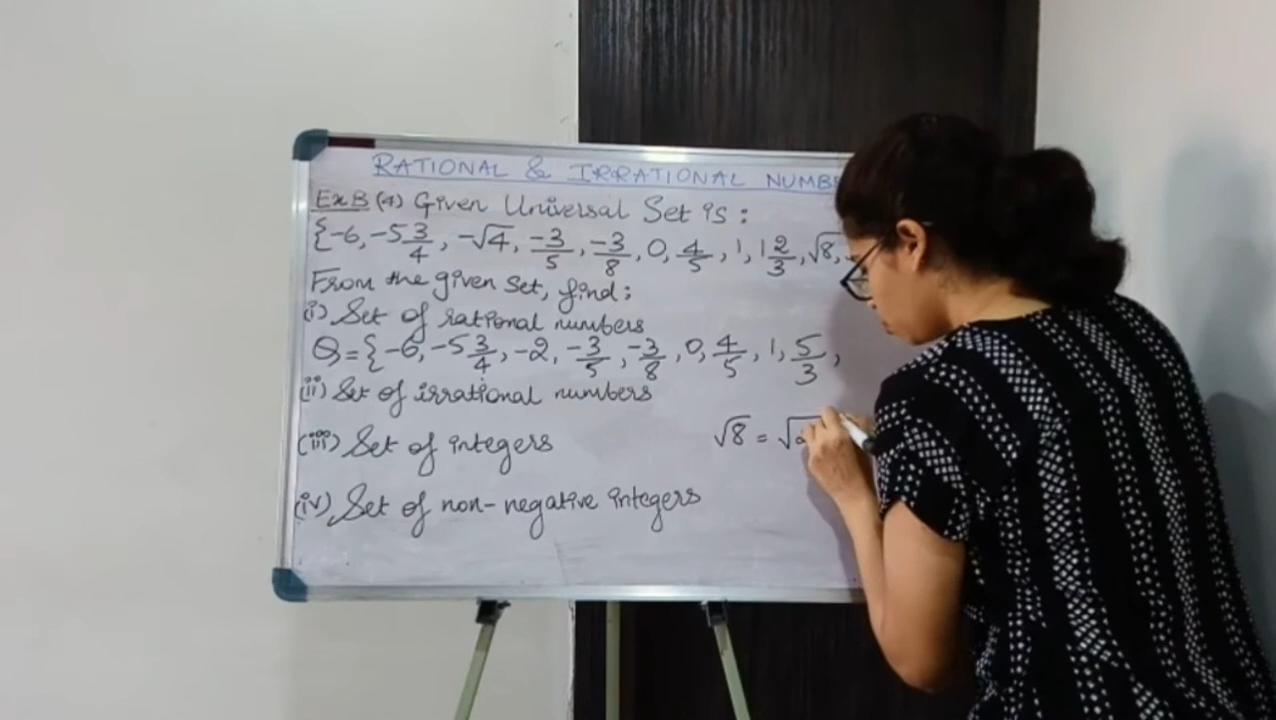 RATIONAL & IRRATIONAL
Ex B (4) Given Universal Set is :
{-6, -5 3/4, -√4, -3/5, -3/8, 0, 4/5, 1, 1 2/3, √8,
From the given set, find ;
(i) Set of rational numbers
Q = { -6, -5 3/4, -2, -3/5, -3/8, 0, 4/5, 1, 5/3,
(ii) Set of irrational numbers
√8 = √
(iii) Set of integers
(iv) Set of non-negative integers